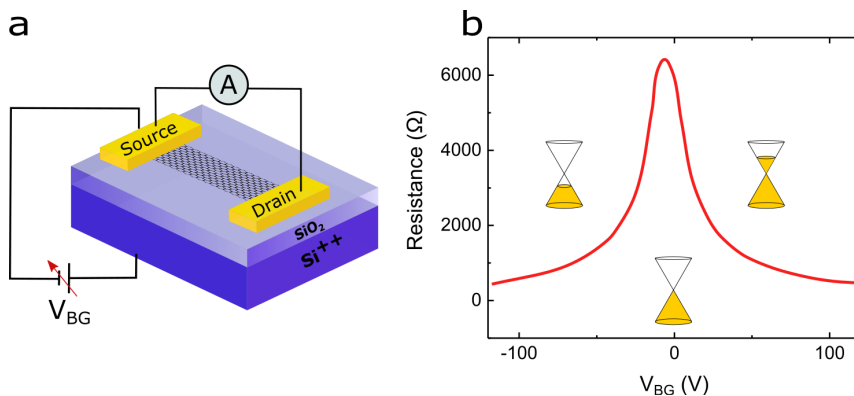 a
A
Source
Drain
SiO₂
Si⁺⁺
V_BG
b
Resistance (Ω)
6000
4000
2000
0
-100
0
100
V_BG (V)